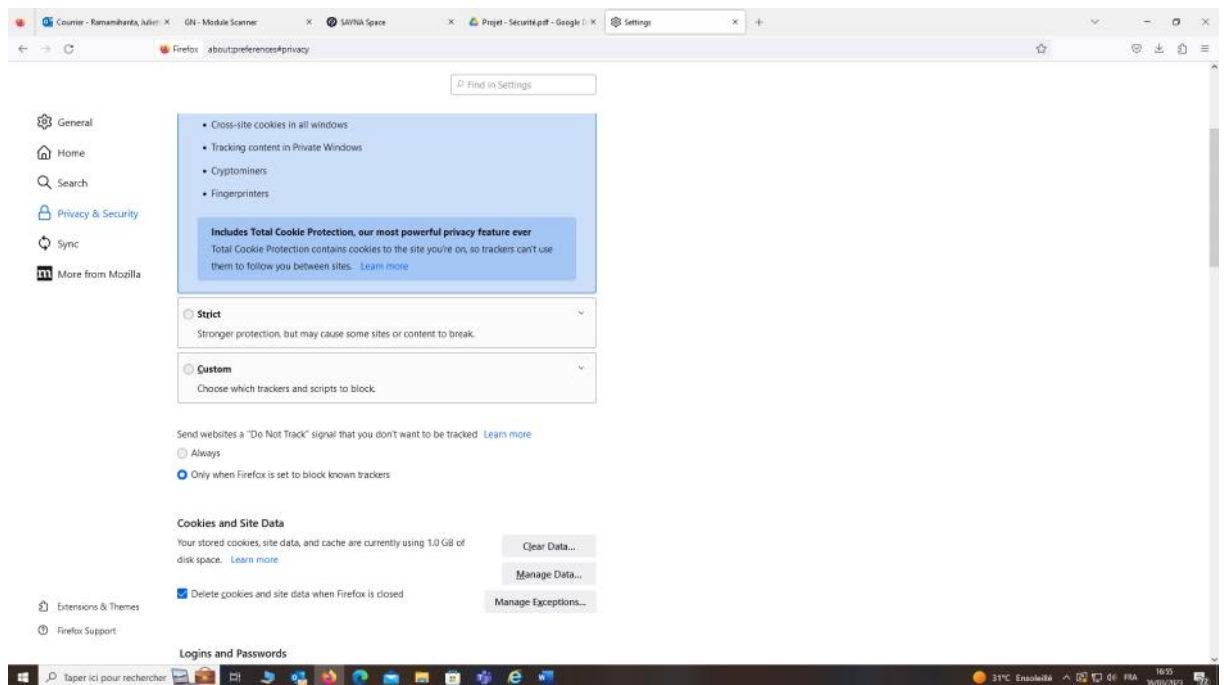 Courrier - Ramamihanta, Juliet
GN - Module Scanner
SAYNA Space
Projet - Sécurité.pdf - Google D
Settings
Firefox about:preferences#privacy
Find in Settings
General
Home
Search
Privacy & Security
Sync
More from Mozilla
• Cross-site cookies in all windows
• Tracking content in Private Windows
• Cryptominers
• Fingerprinters
Includes Total Cookie Protection, our most powerful privacy feature ever
Total Cookie Protection contains cookies to the site you're on, so trackers can't use
them to follow you between sites. Learn more
Strict
Stronger protection, but may cause some sites or content to break.
Custom
Choose which trackers and scripts to block.
Send websites a "Do Not Track" signal that you don't want to be tracked Learn more
Always
Only when Firefox is set to block known trackers
Cookies and Site Data
Your stored cookies, site data, and cache are currently using 1.0 GB of
disk space. Learn more
Clear Data...
Manage Data...
Delete cookies and site data when Firefox is closed
Manage Exceptions...
Extensions & Themes
Firefox Support
Logins and Passwords
Taper ici pour rechercher
31°C Ensoleillé
FRA
16:55
16/03/2023